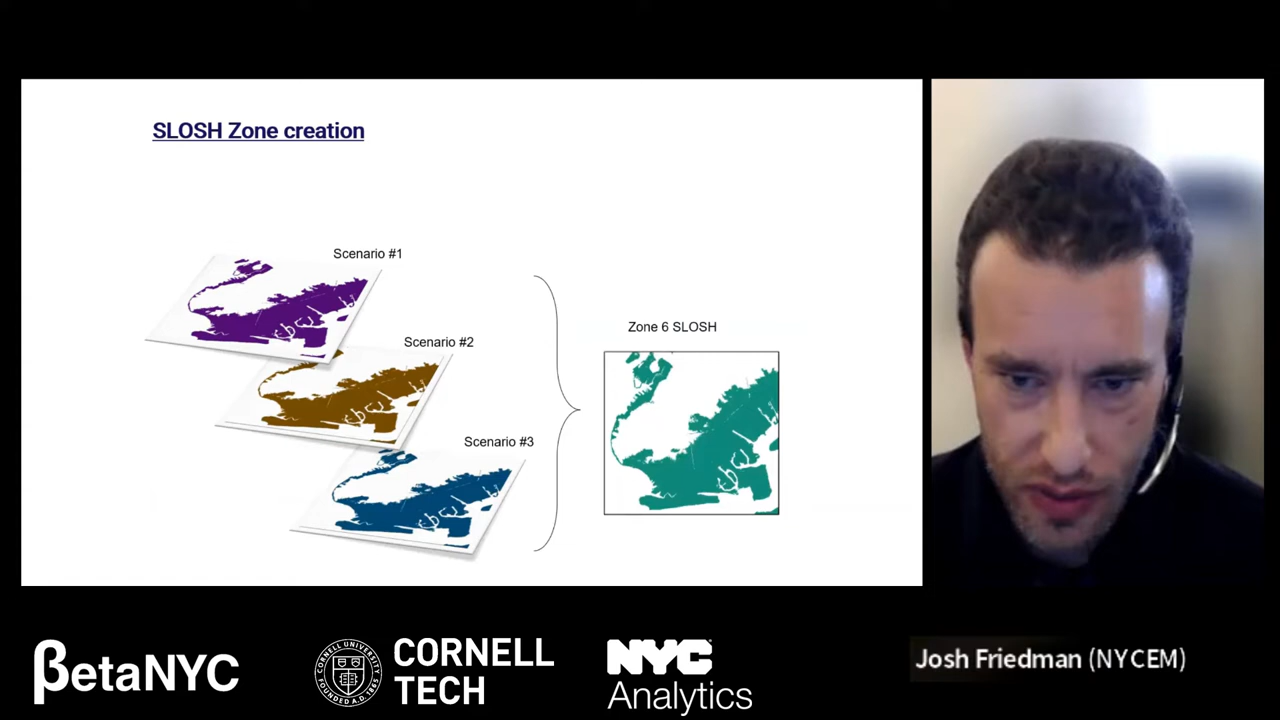 SLOSH Zone creation
Scenario #1
Scenario #2
Scenario #3
Zone 6 SLOSH
βetaNYC
CORNELL
TECH
NYC
Analytics
Josh Friedman (NYCEM)